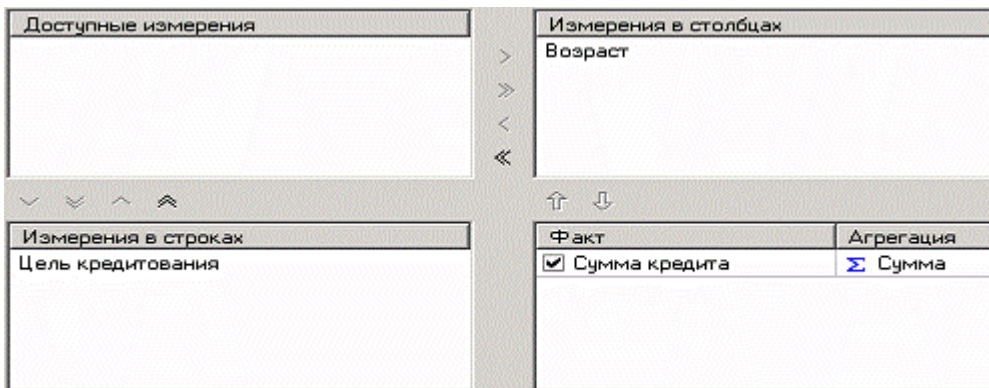 Доступные измерения
Измерения в столбцах
Возраст
Измерения в строках
Цель кредитования
Факт Агрегация
Сумма кредита Σ Сумма